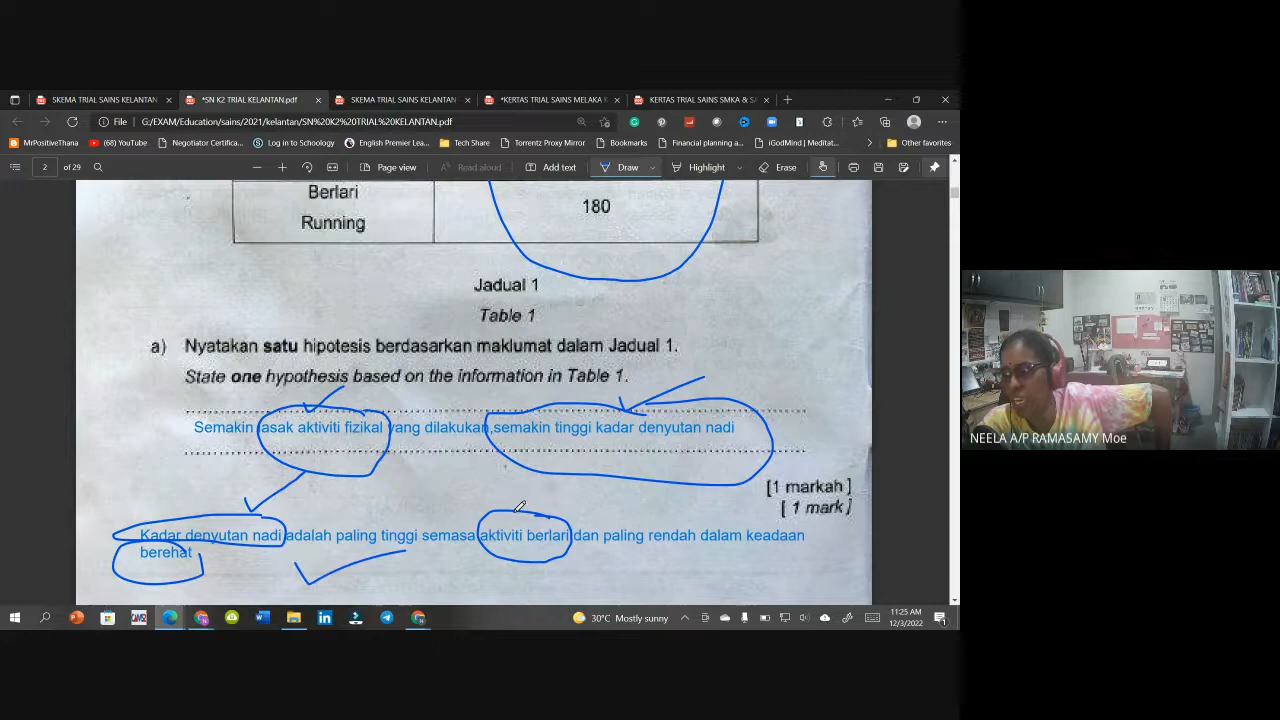 SKEMA TRIAL SAINS KELANTAN
*SN K2 TRIAL KELANTAN.pdf
SKEMA TRIAL SAINS KELANTAN
*KERTAS TRIAL SAINS MELAKA K
KERTAS TRIAL SAINS SMKA & SA
File
G:/EXAM/Education/sains/2021/kelantan/SN%20K2%20TRIAL%20KELANTAN.pdf
MrPositiveThana
(68) YouTube
Negotiator Certifica...
Log in to Schoology
English Premier Lea...
Tech Share
Torrentz Proxy Mirror
Bookmarks
Financial planning a...
iGodMind | Meditat...
Other favorites
2 of 29
Page view
Read aloud
Add text
Draw
Highlight
Erase
Berlari
Running
180
Jadual 1
Table 1
a) Nyatakan satu hipotesis berdasarkan maklumat dalam Jadual 1.
State one hypothesis based on the information in Table 1.
Semakin lasak aktiviti fizikal yang dilakukan,semakin tinggi kadar denyutan nadi
[1 markah ]
[ 1 mark ]
Kadar denyutan nadi adalah paling tinggi semasa aktiviti berlari dan paling rendah dalam keadaan
berehat
NEELA A/P RAMASAMY Moe
30°C Mostly sunny
11:25 AM
12/3/2022